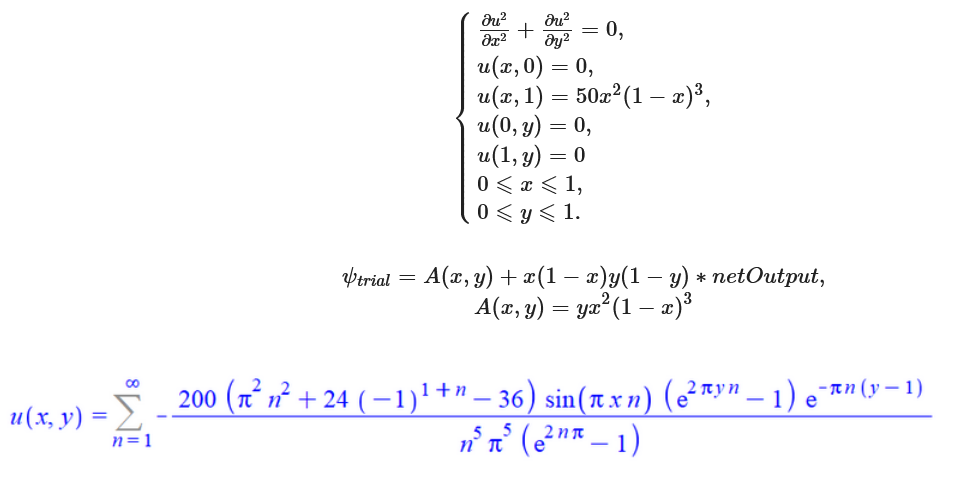 ∂u²/∂x² + ∂u²/∂y² = 0,
u(x, 0) = 0,
u(x, 1) = 50x²(1 − x)³,
u(0, y) = 0,
u(1, y) = 0
0 ⩽ x ⩽ 1,
0 ⩽ y ⩽ 1.
ψ_trial = A(x, y) + x(1 − x)y(1 − y) ∗ netOutput,
A(x, y) = yx²(1 − x)³
u(x, y) = ∑_{n=1}^{∞} − (200 (π² n² + 24 (−1)^{1 + n} − 36) sin(π x n) (e^{2 π y n} − 1) e^{−π n (y − 1)}) / (n⁵ π⁵ (e^{2 n π} − 1))